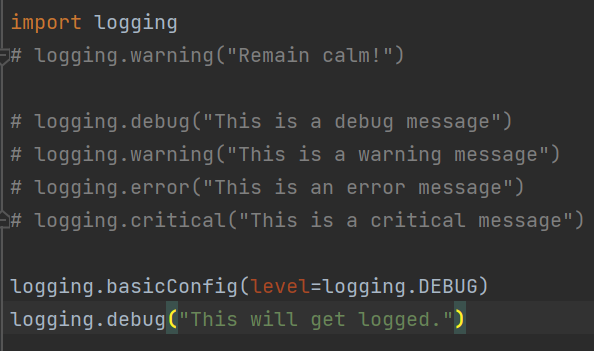 import logging
# logging.warning("Remain calm!")
# logging.debug("This is a debug message")
# logging.warning("This is a warning message")
# logging.error("This is an error message")
# logging.critical("This is a critical message")
logging.basicConfig(level=logging.DEBUG)
logging.debug("This will get logged.")